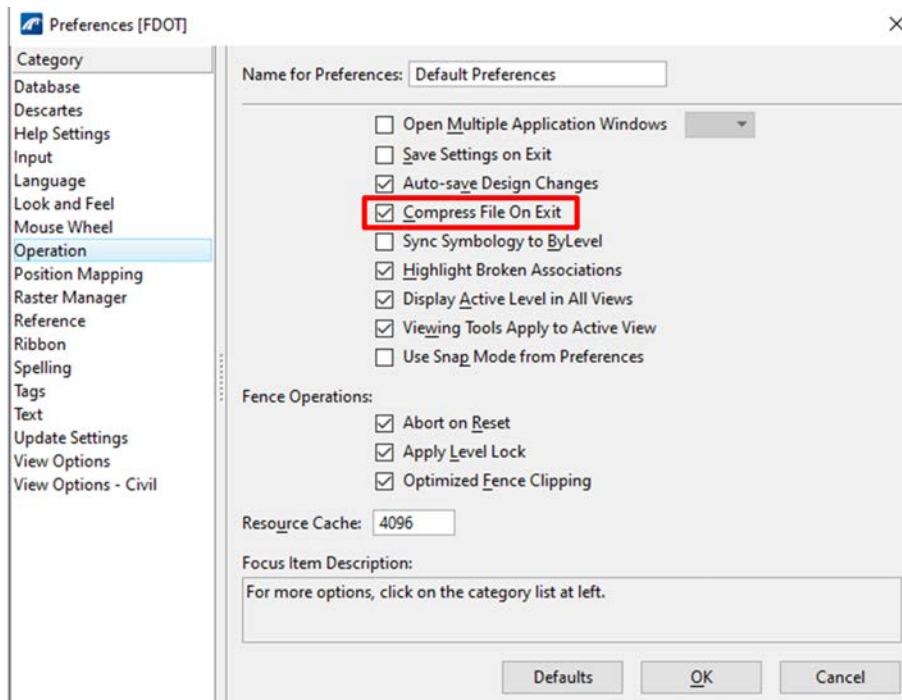 Preferences [FDOT]
Category
Database
Descartes
Help Settings
Input
Language
Look and Feel
Mouse Wheel
Operation
Position Mapping
Raster Manager
Reference
Ribbon
Spelling
Tags
Text
Update Settings
View Options
View Options - Civil
Name for Preferences: Default Preferences
Open Multiple Application Windows
Save Settings on Exit
Auto-save Design Changes
Compress File On Exit
Sync Symbology to ByLevel
Highlight Broken Associations
Display Active Level in All Views
Viewing Tools Apply to Active View
Use Snap Mode from Preferences
Fence Operations:
Abort on Reset
Apply Level Lock
Optimized Fence Clipping
Resource Cache: 4096
Focus Item Description:
For more options, click on the category list at left.
Defaults OK Cancel